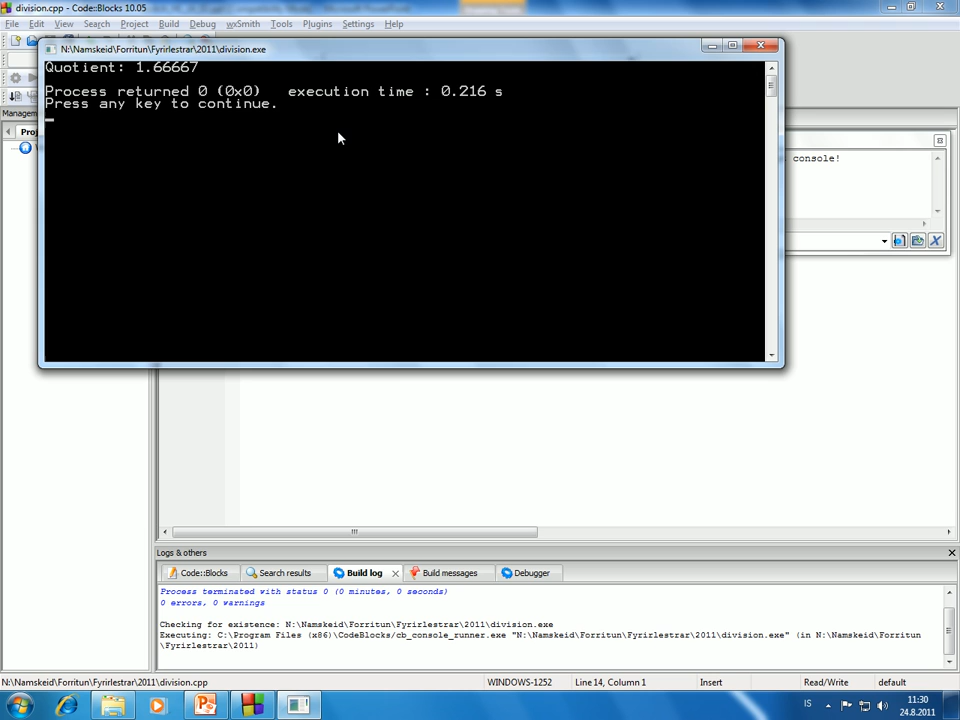 division.cpp - Code::Blocks 10.05
File Edit View Search Project Build Debug wxSmith Tools Plugins Settings Help
N:\Namskeid\Forritun\Fyrirlestrar\2011\division.exe
Quotient: 1.66667
Process returned 0 (0x0)   execution time : 0.216 s
Press any key to continue.
Manageme
Proj
console!
Logs & others
Code::Blocks Search results Build log Build messages Debugger
Process terminated with status 0 (0 minutes, 0 seconds)
0 errors, 0 warnings
Checking for existence: N:\Namskeid\Forritun\Fyrirlestrar\2011\division.exe
Executing: C:\Program Files (x86)\CodeBlocks/cb_console_runner.exe "N:\Namskeid\Forritun\Fyrirlestrar\2011\division.exe" (in N:\Namskeid\Forritun
\Fyrirlestrar\2011)
N:\Namskeid\Forritun\Fyrirlestrar\2011\division.cpp WINDOWS-1252 Line 14, Column 1 Insert Read/Write default
IS 11:30
24.8.2011